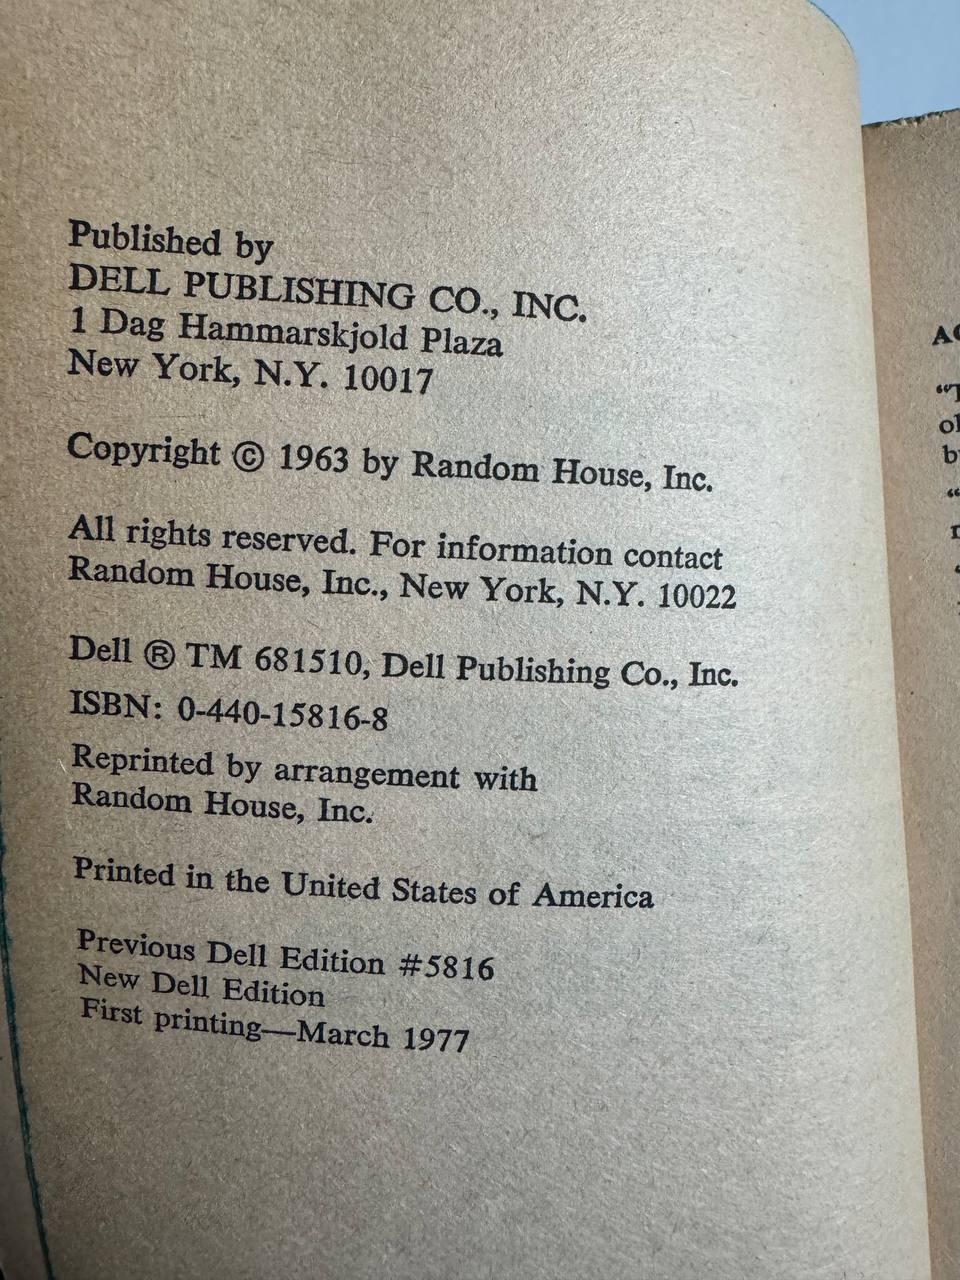 Published by
DELL PUBLISHING CO., INC.
1 Dag Hammarskjold Plaza
New York, N.Y. 10017
Copyright © 1963 by Random House, Inc.
All rights reserved. For information contact
Random House, Inc., New York, N.Y. 10022
Dell ® TM 681510, Dell Publishing Co., Inc.
ISBN: 0-440-15816-8
Reprinted by arrangement with
Random House, Inc.
Printed in the United States of America
Previous Dell Edition #5816
New Dell Edition
First printing—March 1977